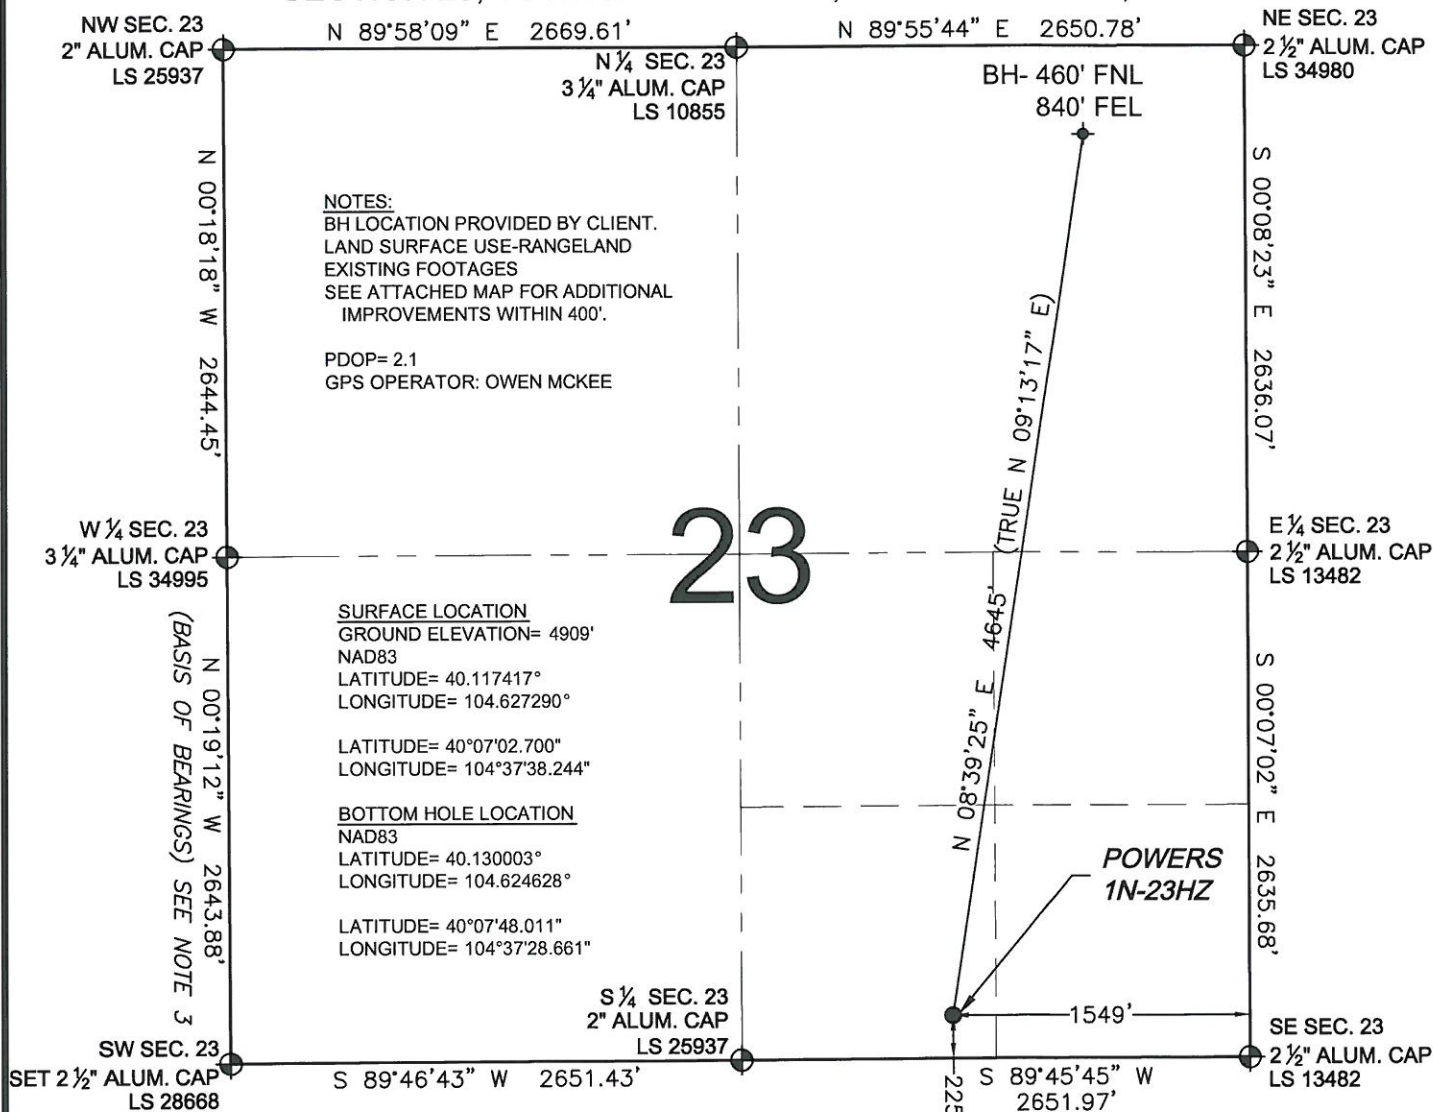 NW SEC. 23
2" ALUM. CAP
LS 25937
N 89°58'09" E 2669.61'
N ¼ SEC. 23
3 ¼" ALUM. CAP
LS 10855
N 89°55'44" E 2650.78'
NE SEC. 23
2 ½" ALUM. CAP
LS 34980
BH- 460' FNL
840' FEL
N 00°18'18" W 2644.45'
NOTES:
BH LOCATION PROVIDED BY CLIENT.
LAND SURFACE USE-RANGELAND
EXISTING FOOTAGES
SEE ATTACHED MAP FOR ADDITIONAL
IMPROVEMENTS WITHIN 400'.
PDOP= 2.1
GPS OPERATOR: OWEN MCKEE
S 00°08'23" E 2636.07'
(TRUE N 09°13'17" E)
N 08°39'25" E 4645'
23
W ¼ SEC. 23
3 ¼" ALUM. CAP
LS 34995
E ¼ SEC. 23
2 ½" ALUM. CAP
LS 13482
N 00°19'12" W 2643.88'
(BASIS OF BEARINGS) SEE NOTE 3
SURFACE LOCATION
GROUND ELEVATION= 4909'
NAD83
LATITUDE= 40.117417°
LONGITUDE= 104.627290°
LATITUDE= 40°07'02.700"
LONGITUDE= 104°37'38.244"
BOTTOM HOLE LOCATION
NAD83
LATITUDE= 40.130003°
LONGITUDE= 104.624628°
LATITUDE= 40°07'48.011"
LONGITUDE= 104°37'28.661"
S 00°07'02" E 2635.68'
POWERS
1N-23HZ
1549'
225
SW SEC. 23
SET 2 ½" ALUM. CAP
LS 28668
S 89°46'43" W 2651.43'
S ¼ SEC. 23
2" ALUM. CAP
LS 25937
S 89°45'45" W
2651.97'
SE SEC. 23
2 ½" ALUM. CAP
LS 13482